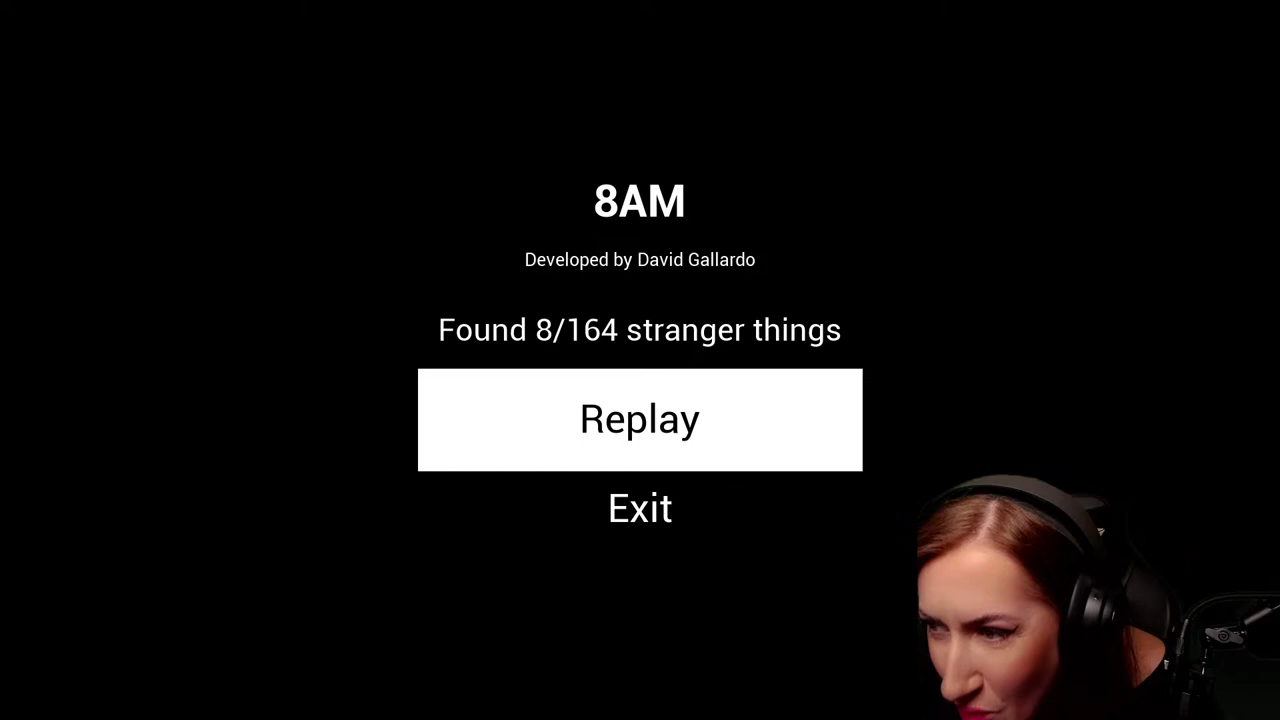 8AM
Developed by David Gallardo
Found 8/164 stranger things
Replay
Exit